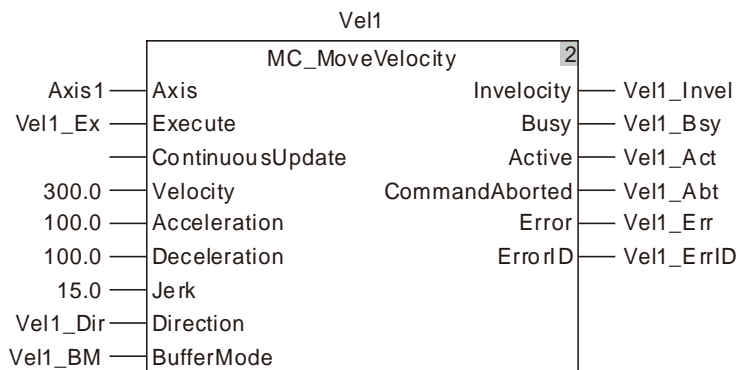 Vel1
MC_MoveVelocity 2
Axis1 Axis Invelocity Vel1_Invel
Vel1_Ex Execute Busy Vel1_Bsy
ContinuousUpdate Active Vel1_Act
300.0 Velocity CommandAborted Vel1_Abt
100.0 Acceleration Error Vel1_Err
100.0 Deceleration ErrorID Vel1_ErrID
15.0 Jerk
Vel1_Dir Direction
Vel1_BM BufferMode